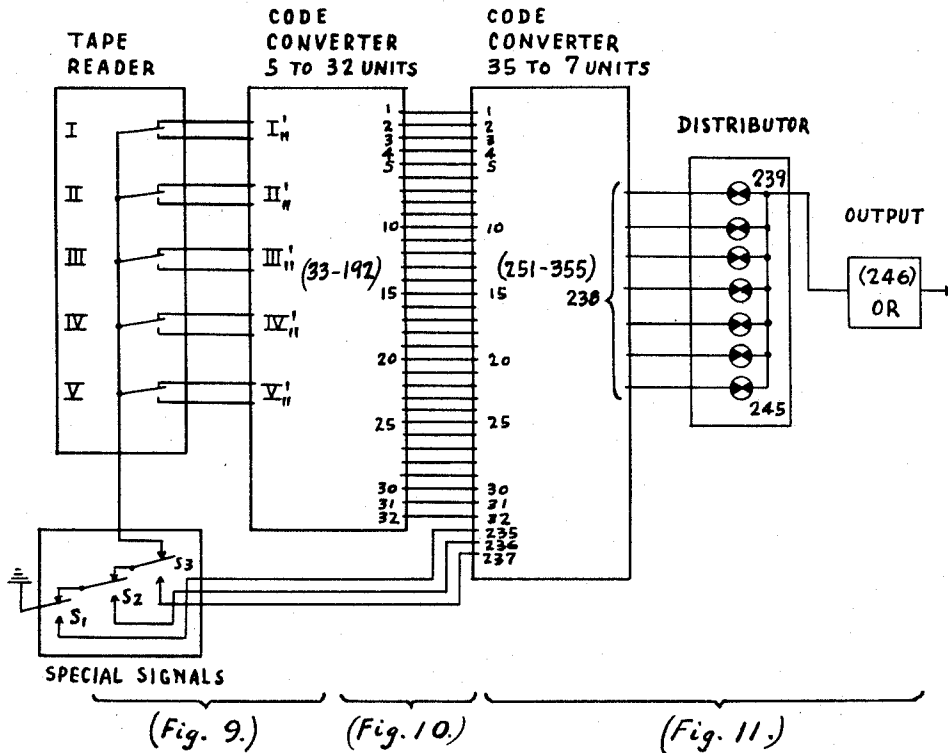 TAPE
READER
CODE
CONVERTER
5 TO 32 UNITS
CODE
CONVERTER
35 TO 7 UNITS
DISTRIBUTOR
OUTPUT
I
II
III
IV
V
I'"
II'"
III'"
IV'"
V'"
(33-192)
1
2
3
4
5
10
15
20
25
30
31
32
1
2
3
4
5
10
15
20
25
30
31
32
235
236
237
(251-355)
238
239
245
(246)
OR
S1
S2
S3
SPECIAL SIGNALS
(Fig. 9.)
(Fig. 10.)
(Fig. 11.)